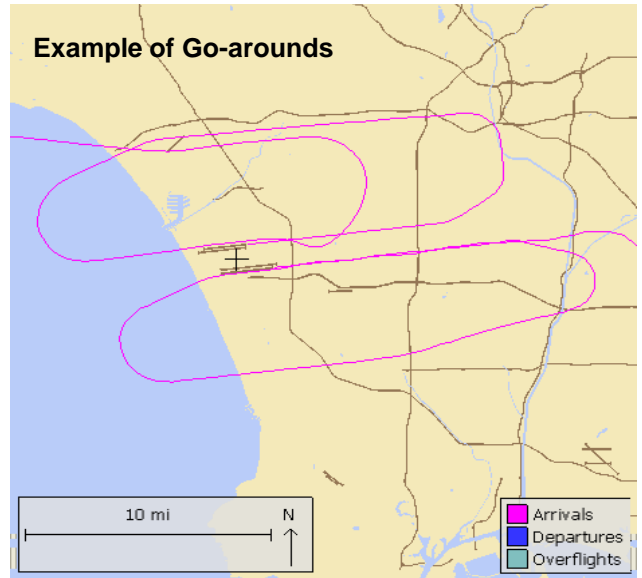 Example of Go-arounds
10 mi
N
Arrivals
Departures
Overflights